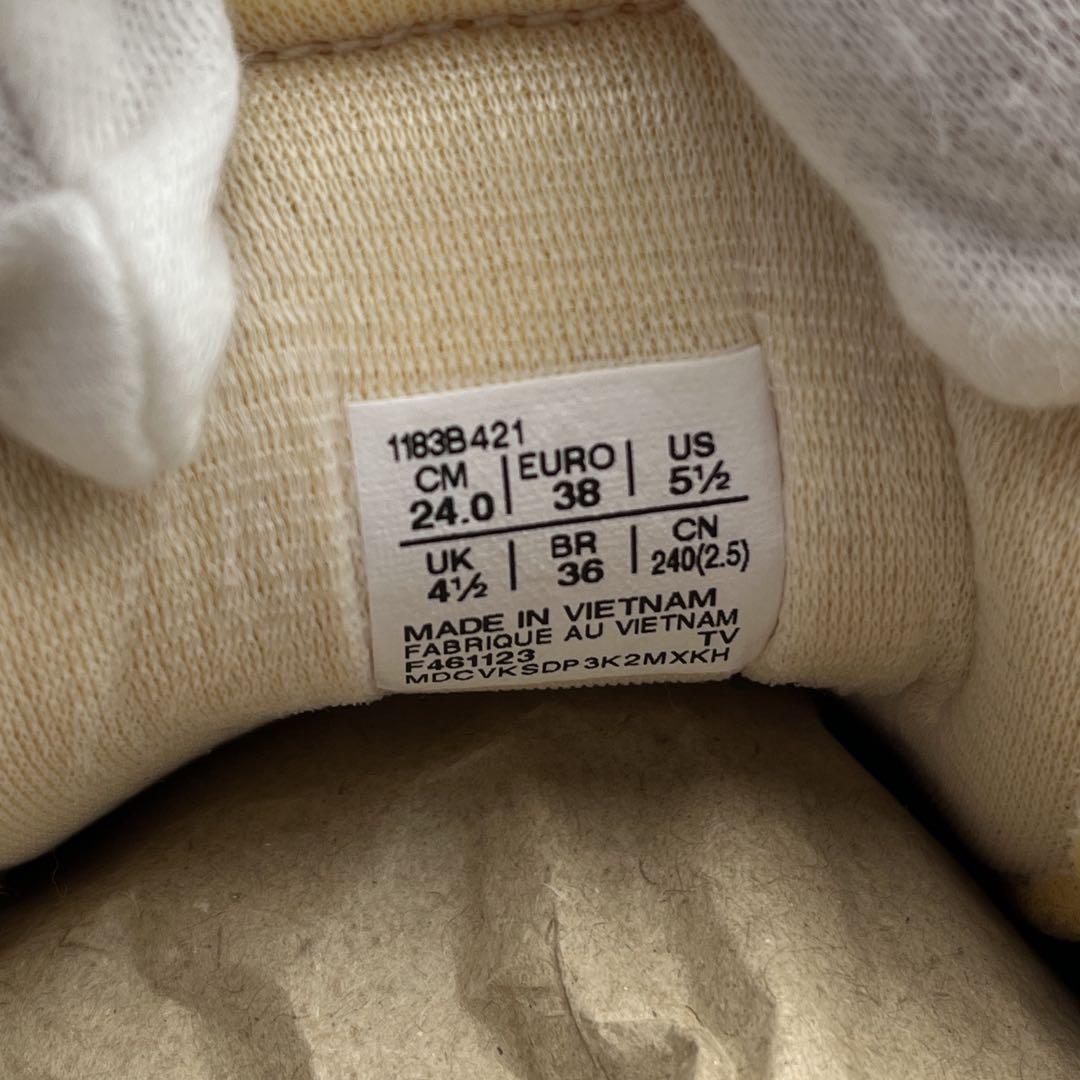 1183B421
CM | EURO | US
24.0 | 38 | 5½
UK | BR | CN
4½ | 36 | 240(2.5)
MADE IN VIETNAM
FABRIQUE AU VIETNAM
F461123 TV
MDCVKSDP3K2MXKH